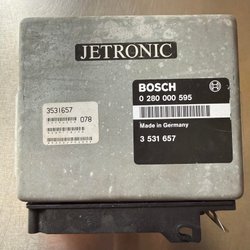 JETRONIC
3531657
078
BOSCH
0 280 000 595
Made in Germany
3 531 657